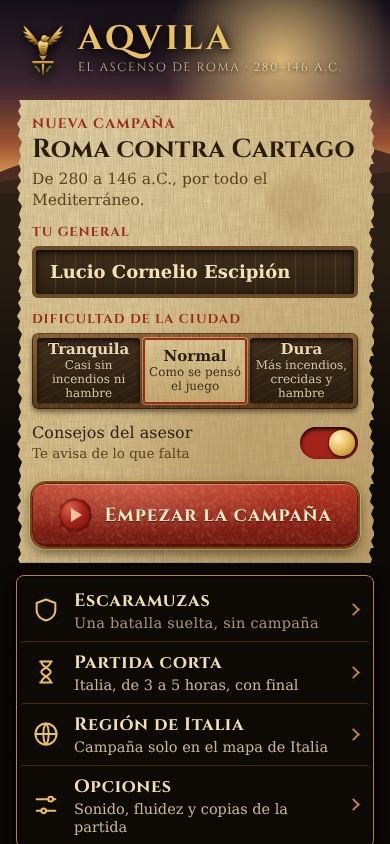 AQVILA
EL ASCENSO DE ROMA · 280–146 A.C.
NUEVA CAMPAÑA
ROMA CONTRA CARTAGO
De 280 a 146 a.C., por todo el
Mediterráneo.
TU GENERAL
Lucio Cornelio Escipión
DIFICULTAD DE LA CIUDAD
Tranquila
Casi sin
incendios ni
hambre
Normal
Como se pensó
el juego
Dura
Más incendios,
crecidas y
hambre
Consejos del asesor
Te avisa de lo que falta
EMPEZAR LA CAMPAÑA
ESCARAMUZAS
Una batalla suelta, sin campaña
PARTIDA CORTA
Italia, de 3 a 5 horas, con final
REGIÓN DE ITALIA
Campaña solo en el mapa de Italia
OPCIONES
Sonido, fluidez y copias de la
partida